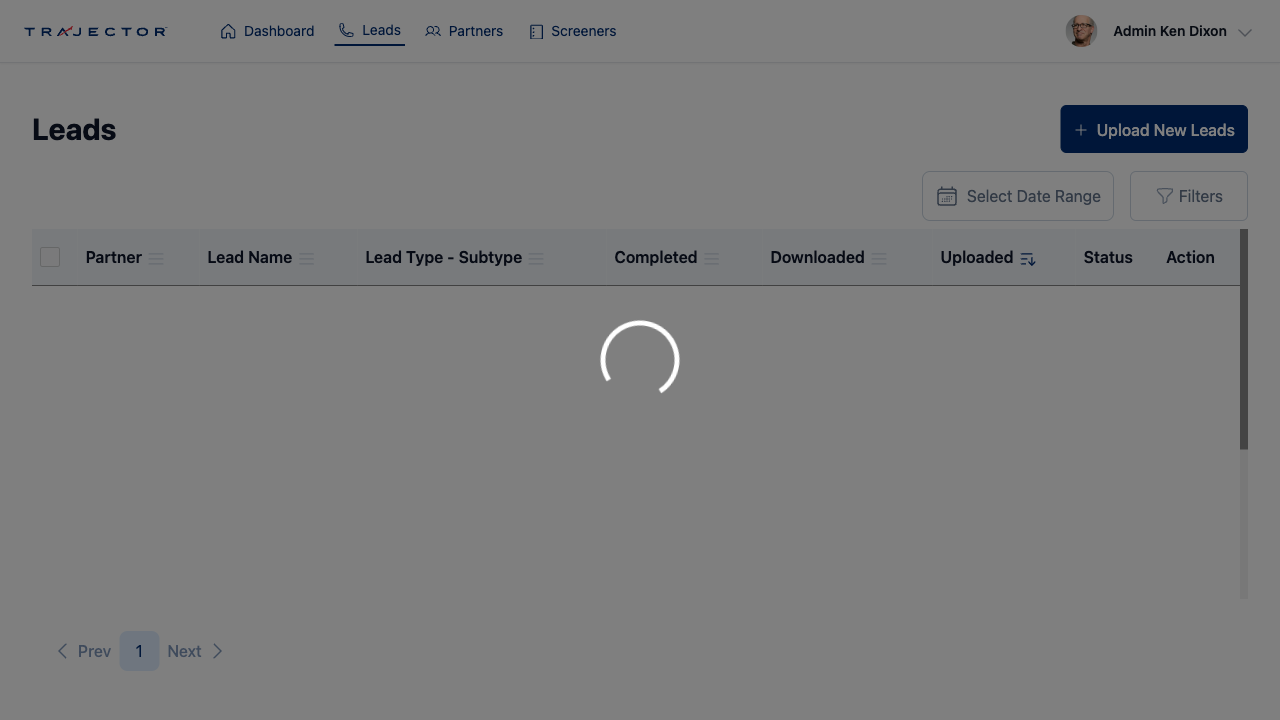 TRAJECTOR
Dashboard
Leads
Partners
Screeners
Admin Ken Dixon
Leads
+ Upload New Leads
Select Date Range
Filters
Partner
Lead Name
Lead Type - Subtype
Completed
Downloaded
Uploaded
Status
Action
Prev
1
Next